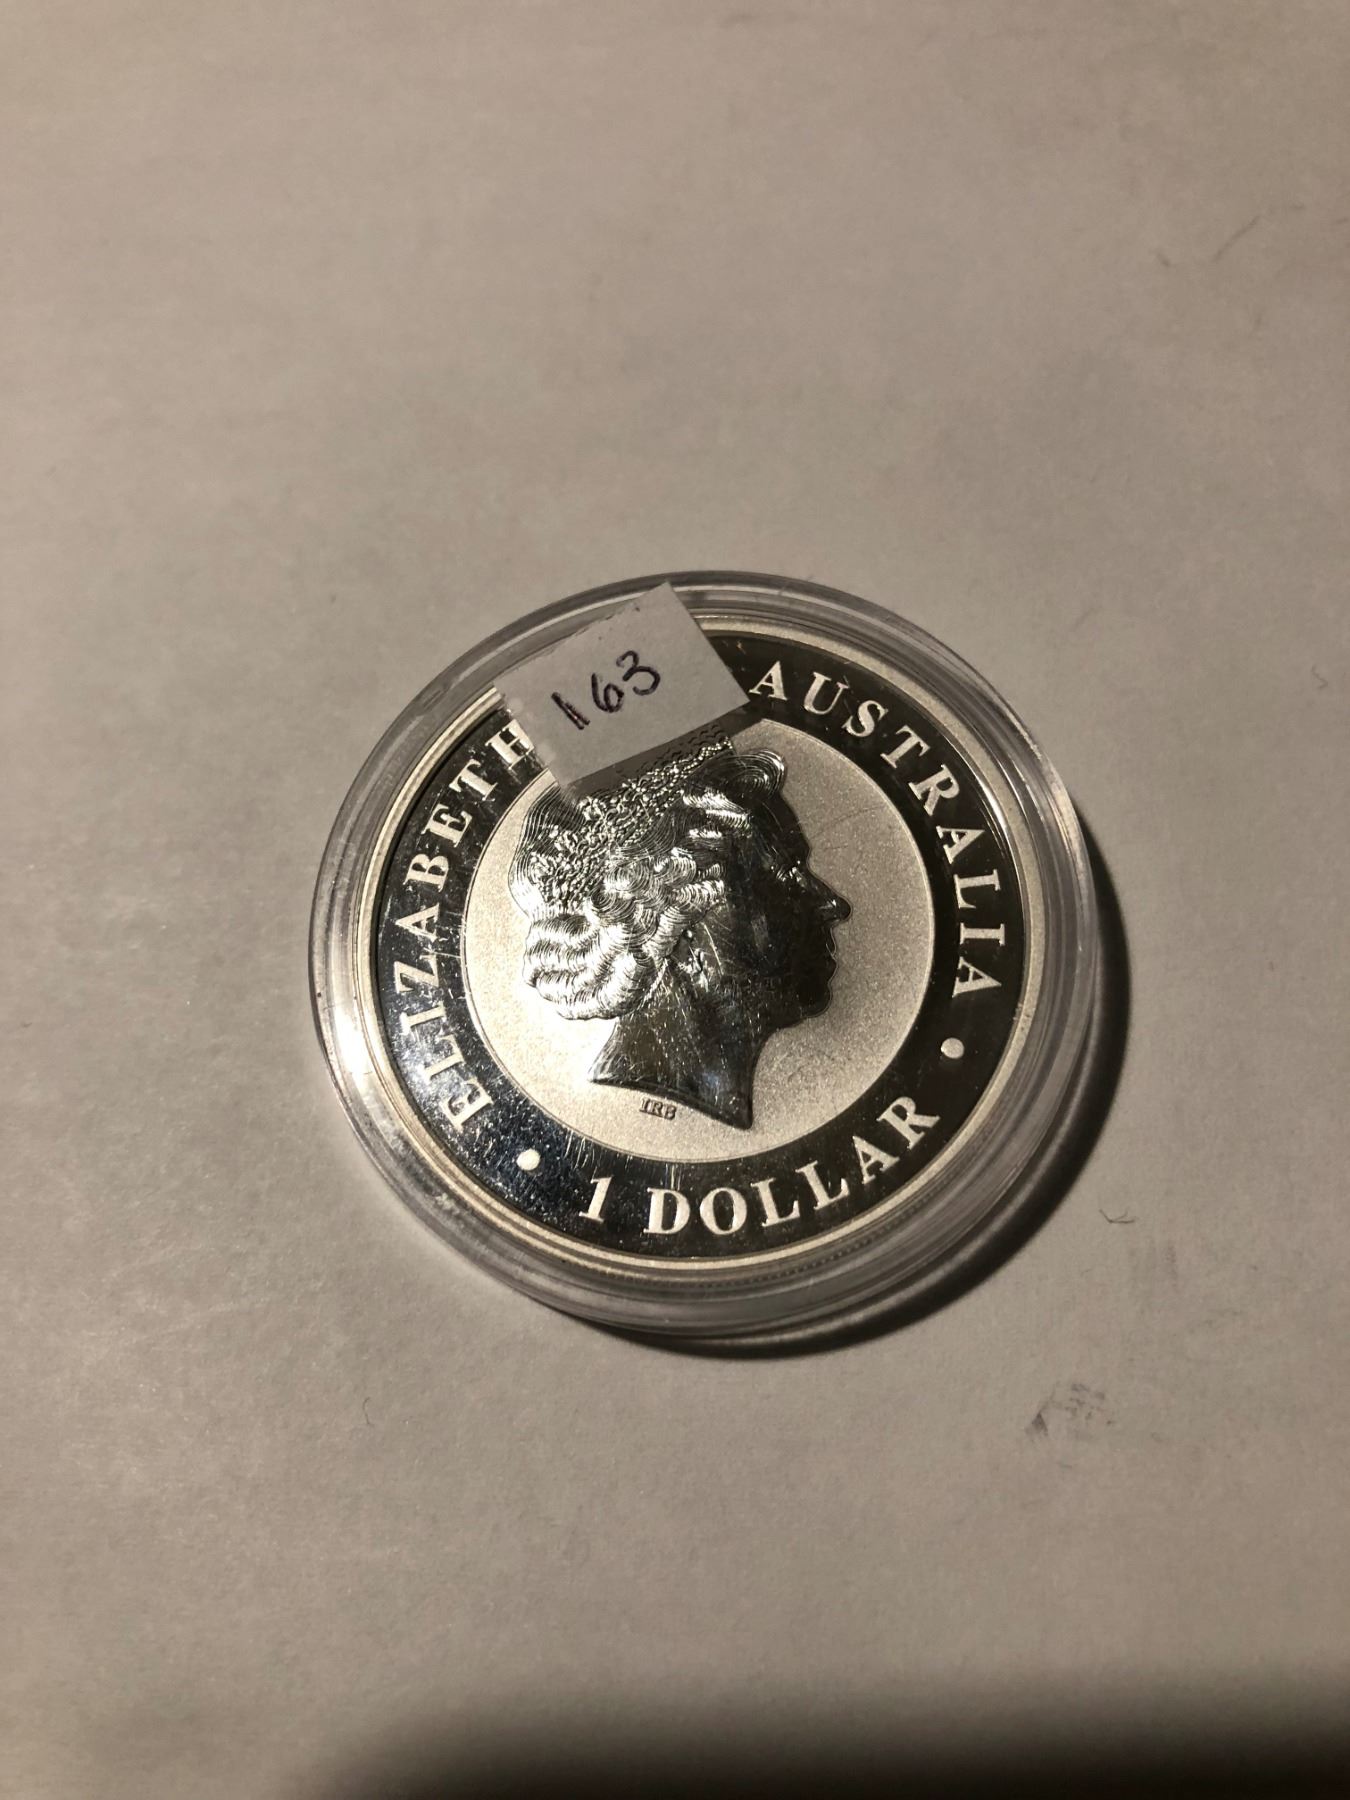 163
ELIZABETH AUSTRALIA • 1 DOLLAR •
IRB